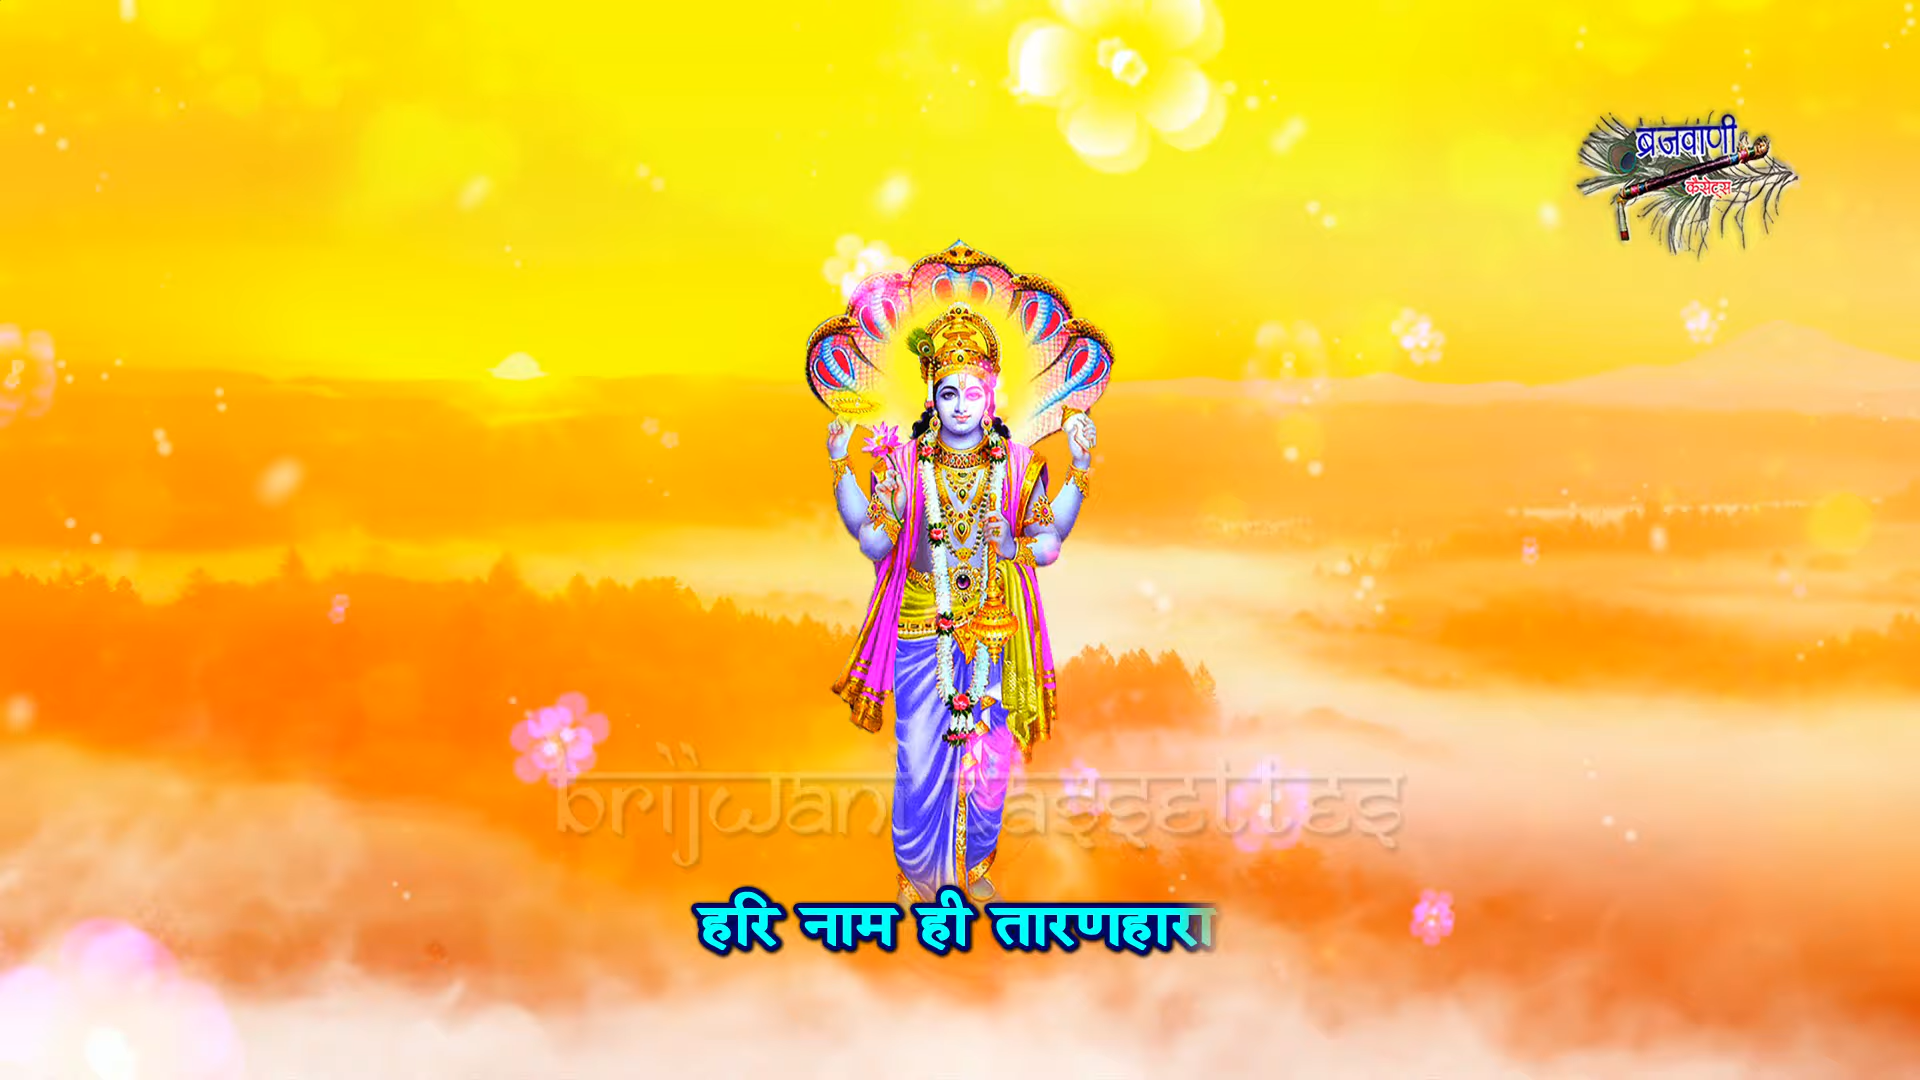 ब्रजवाणी
कैसेट्स
Brijwani Cassettes
हरि नाम ही तारणहारा